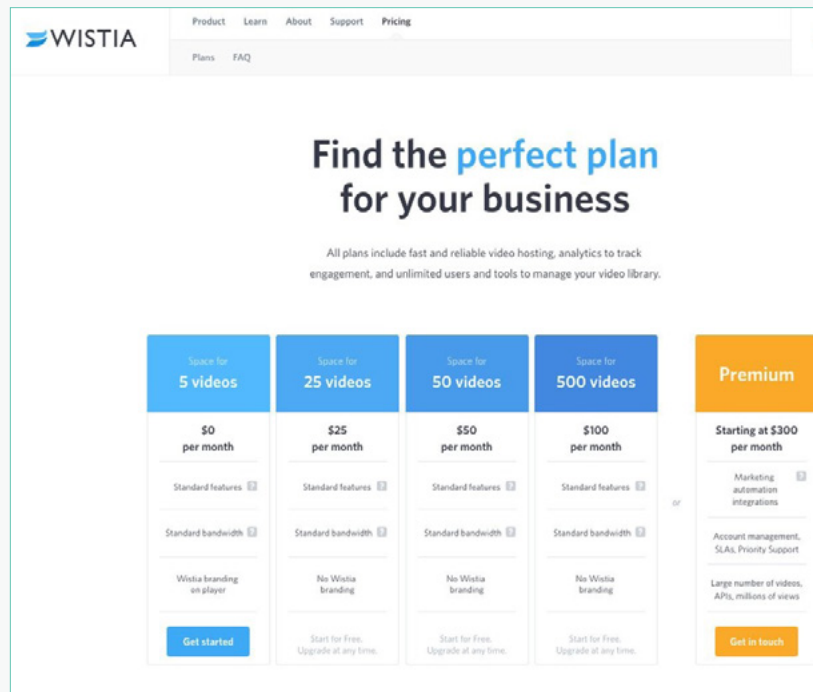 WISTIA
Product Learn About Support Pricing
Plans FAQ
Find the perfect plan
for your business
All plans include fast and reliable video hosting, analytics to track
engagement, and unlimited users and tools to manage your video library.
Space for
5 videos
$0
per month
Standard features ?
Standard bandwidth ?
Wistia branding
on player
Get started
Space for
25 videos
$25
per month
Standard features ?
Standard bandwidth ?
No Wistia
branding
Start for Free.
Upgrade at any time.
Space for
50 videos
$50
per month
Standard features ?
Standard bandwidth ?
No Wistia
branding
Start for Free.
Upgrade at any time.
Space for
500 videos
$100
per month
Standard features ?
Standard bandwidth ?
No Wistia
branding
Start for Free.
Upgrade at any time.
or
Premium
Starting at $300
per month
Marketing ?
automation
integrations
Account management,
SLAs, Priority Support
Large number of videos,
APIs, millions of views
Get in touch